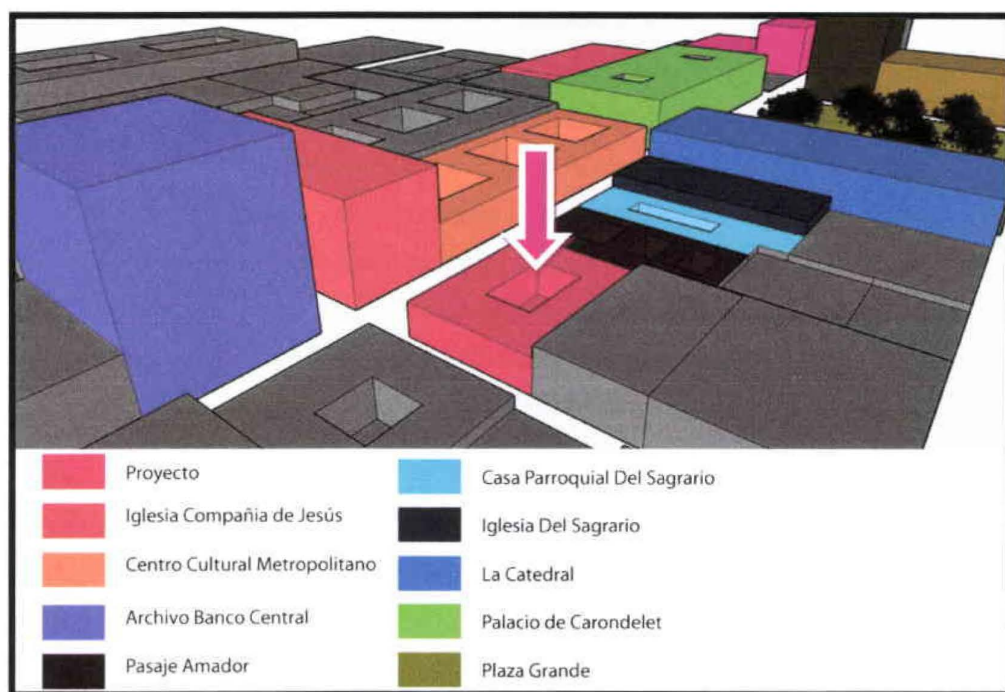 Proyecto
Iglesia Compañia de Jesús
Centro Cultural Metropolitano
Archivo Banco Central
Pasaje Amador
Casa Parroquial Del Sagrario
Iglesia Del Sagrario
La Catedral
Palacio de Carondelet
Plaza Grande